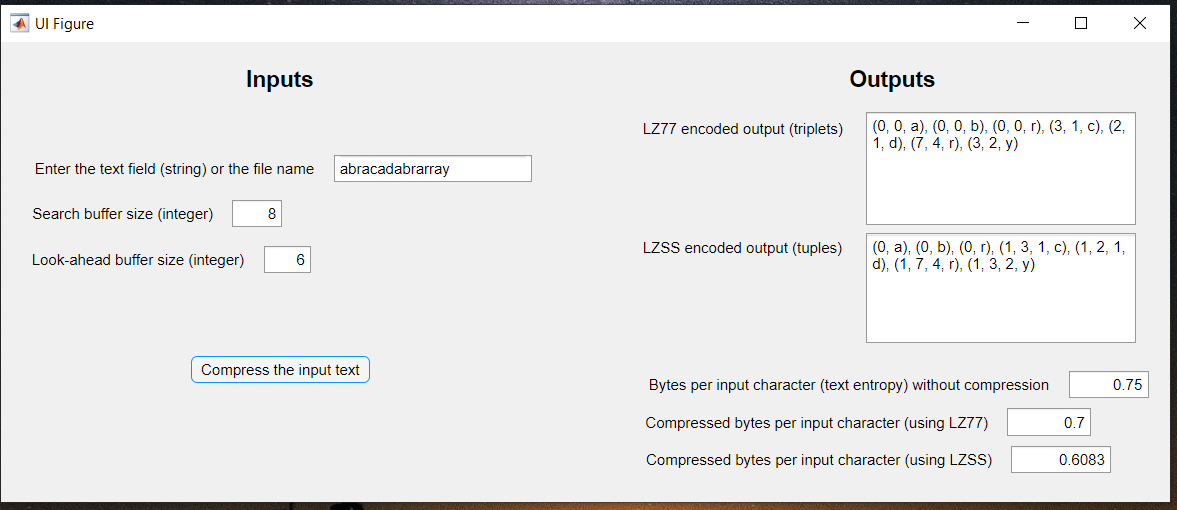 UI Figure
Inputs
Enter the text field (string) or the file name
abracadabrarray
Search buffer size (integer)
8
Look-ahead buffer size (integer)
6
Compress the input text
Outputs
LZ77 encoded output (triplets)
(0, 0, a), (0, 0, b), (0, 0, r), (3, 1, c), (2,
1, d), (7, 4, r), (3, 2, y)
LZSS encoded output (tuples)
(0, a), (0, b), (0, r), (1, 3, 1, c), (1, 2, 1,
d), (1, 7, 4, r), (1, 3, 2, y)
Bytes per input character (text entropy) without compression
0.75
Compressed bytes per input character (using LZ77)
0.7
Compressed bytes per input character (using LZSS)
0.6083